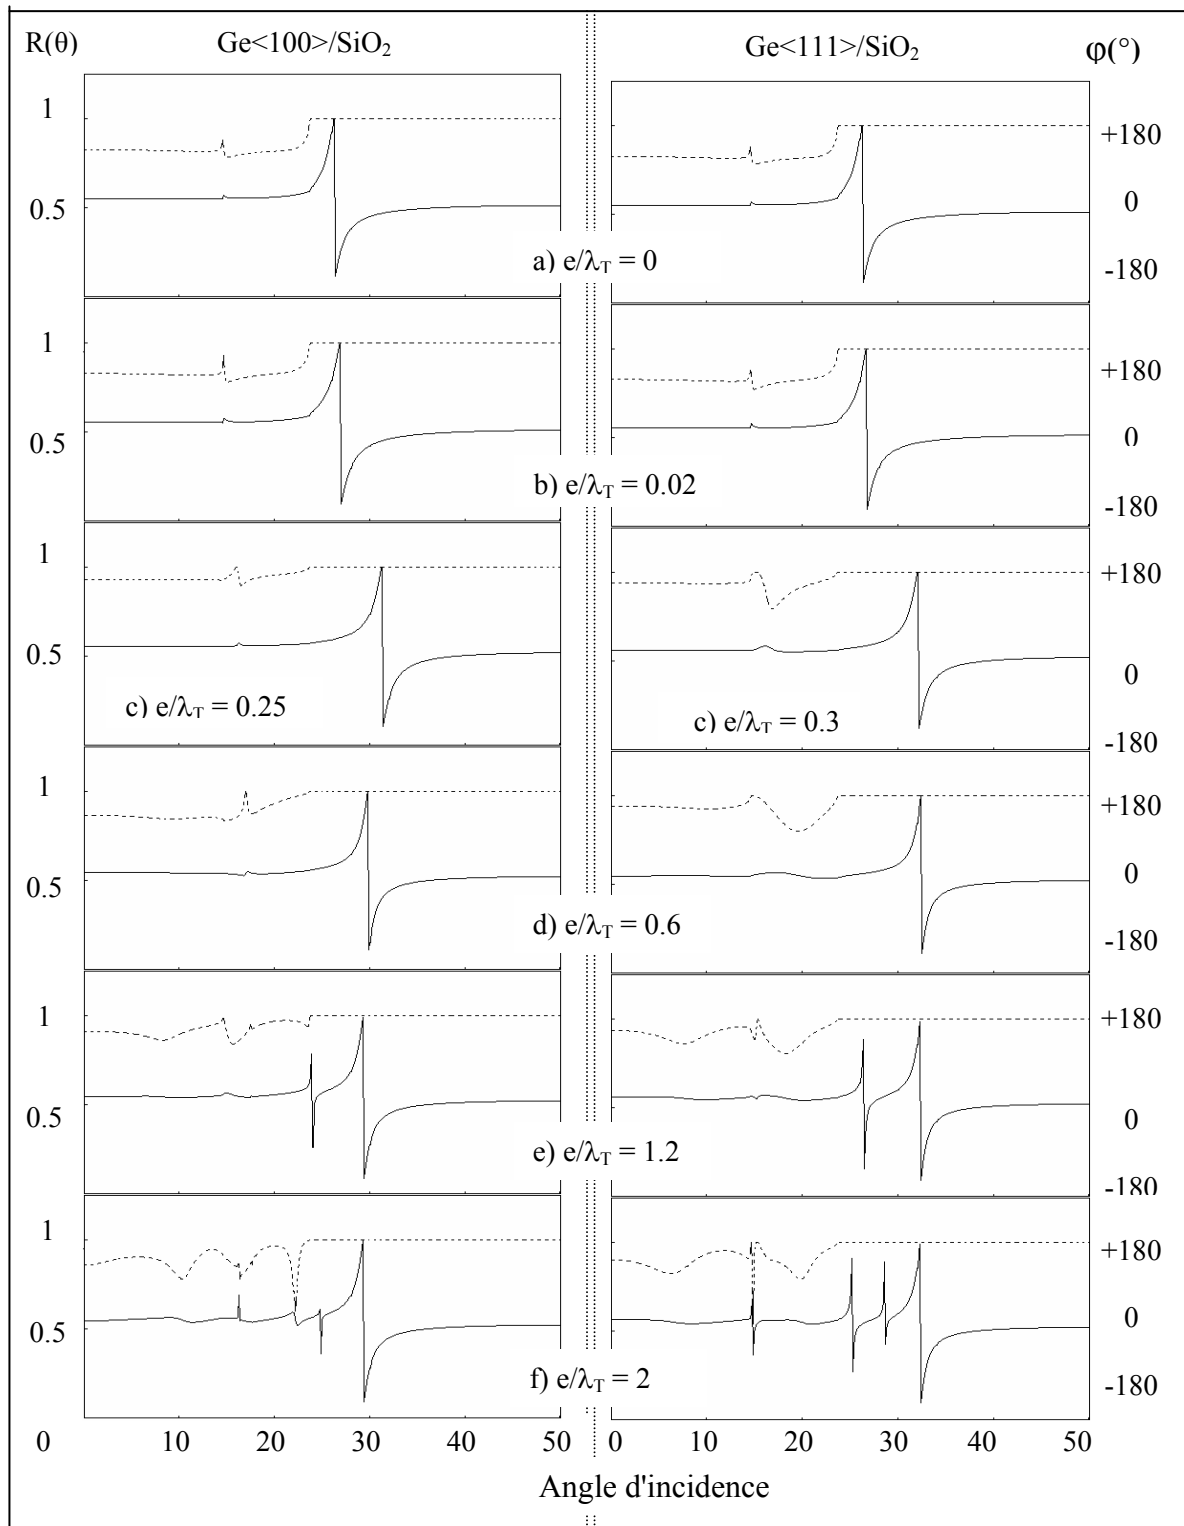 R(θ) Ge<100>/SiO₂ Ge<111>/SiO₂ φ(°)
1 +180
0.5 0
a) e/λT = 0 -180
1 +180
0.5 0
b) e/λT = 0.02 -180
1 +180
0.5 0
c) e/λT = 0.25 c) e/λT = 0.3
-180
1 +180
0.5 0
d) e/λT = 0.6 -180
1 +180
0.5 0
e) e/λT = 1.2 -180
1 +180
0.5 0
f) e/λT = 2 -180
0 10 20 30 40 50 0 10 20 30 40 50
Angle d'incidence